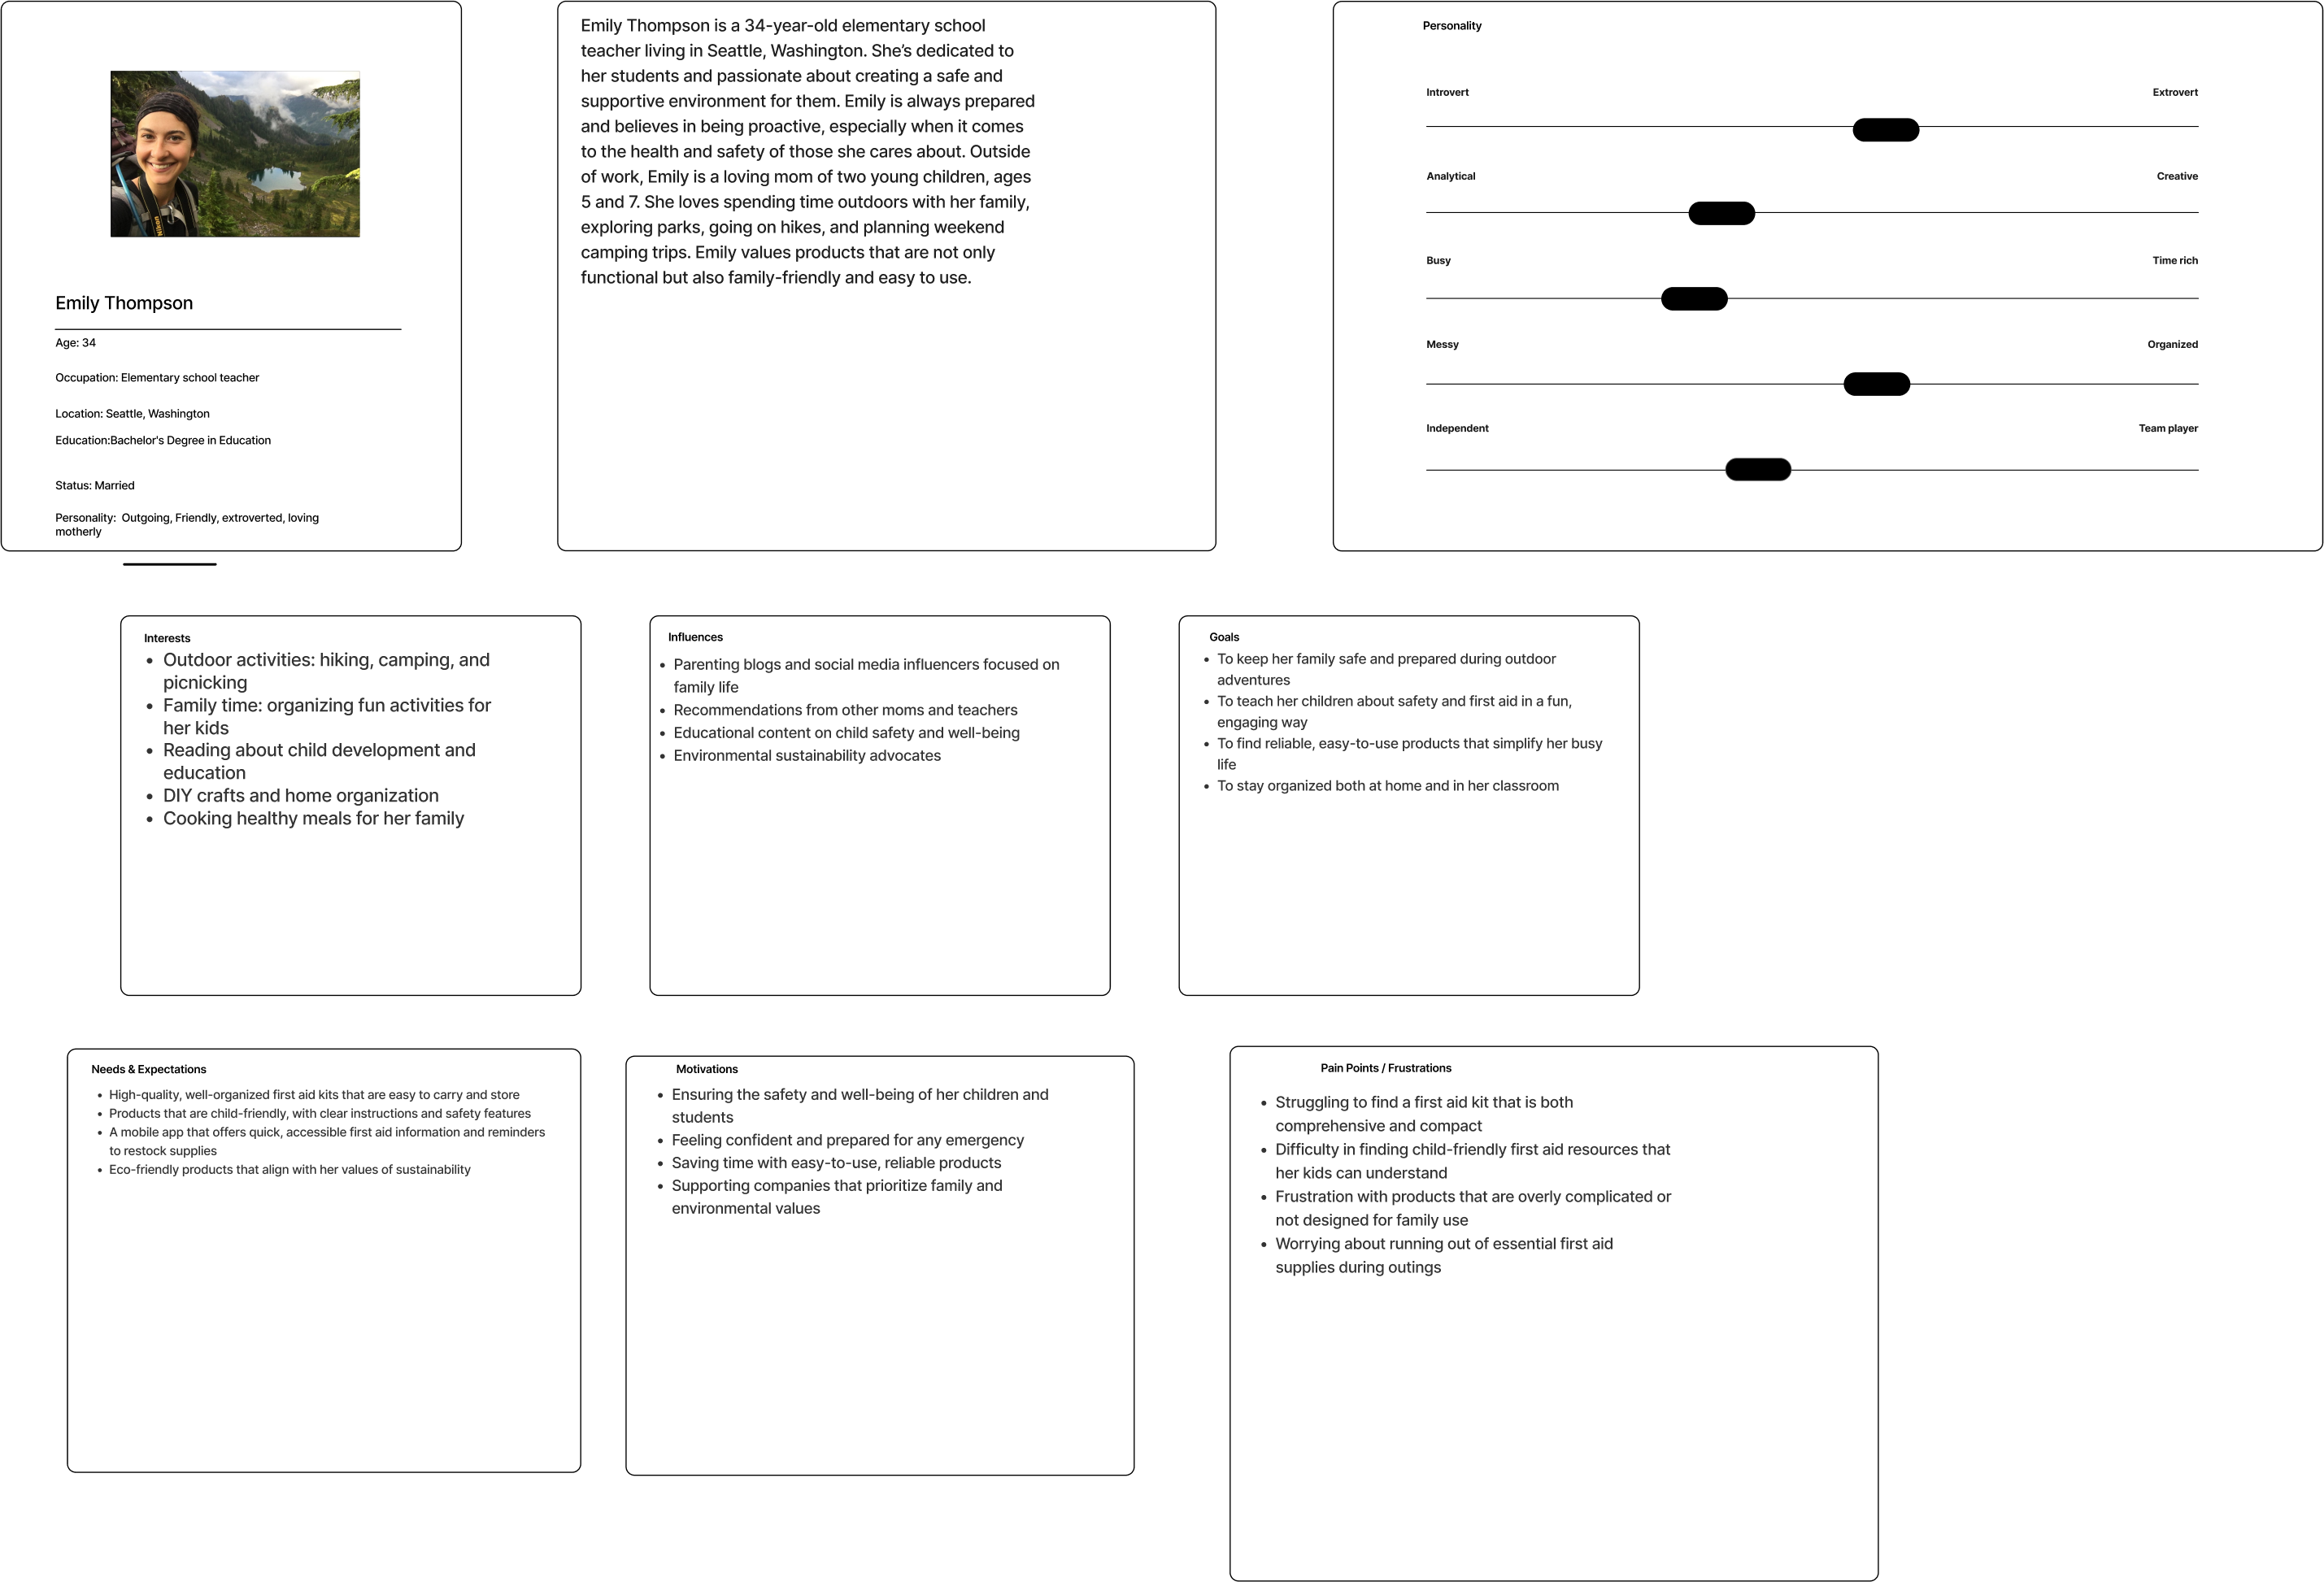 Nikon
Emily Thompson
Age: 34
Occupation: Elementary school teacher
Location: Seattle, Washington
Education:Bachelor's Degree in Education
Status: Married
Personality:  Outgoing, Friendly, extroverted, loving
motherly
Emily Thompson is a 34-year-old elementary school
teacher living in Seattle, Washington. She’s dedicated to
her students and passionate about creating a safe and
supportive environment for them. Emily is always prepared
and believes in being proactive, especially when it comes
to the health and safety of those she cares about. Outside
of work, Emily is a loving mom of two young children, ages
5 and 7. She loves spending time outdoors with her family,
exploring parks, going on hikes, and planning weekend
camping trips. Emily values products that are not only
functional but also family-friendly and easy to use.
Personality
Introvert Extrovert
Analytical Creative
Busy Time rich
Messy Organized
Independent Team player
Interests
• Outdoor activities: hiking, camping, and
picnicking
• Family time: organizing fun activities for
her kids
• Reading about child development and
education
• DIY crafts and home organization
• Cooking healthy meals for her family
Influences
• Parenting blogs and social media influencers focused on
family life
• Recommendations from other moms and teachers
• Educational content on child safety and well-being
• Environmental sustainability advocates
Goals
• To keep her family safe and prepared during outdoor
adventures
• To teach her children about safety and first aid in a fun,
engaging way
• To find reliable, easy-to-use products that simplify her busy
life
• To stay organized both at home and in her classroom
Needs & Expectations
• High-quality, well-organized first aid kits that are easy to carry and store
• Products that are child-friendly, with clear instructions and safety features
• A mobile app that offers quick, accessible first aid information and reminders
to restock supplies
• Eco-friendly products that align with her values of sustainability
Motivations
• Ensuring the safety and well-being of her children and
students
• Feeling confident and prepared for any emergency
• Saving time with easy-to-use, reliable products
• Supporting companies that prioritize family and
environmental values
Pain Points / Frustrations
• Struggling to find a first aid kit that is both
comprehensive and compact
• Difficulty in finding child-friendly first aid resources that
her kids can understand
• Frustration with products that are overly complicated or
not designed for family use
• Worrying about running out of essential first aid
supplies during outings